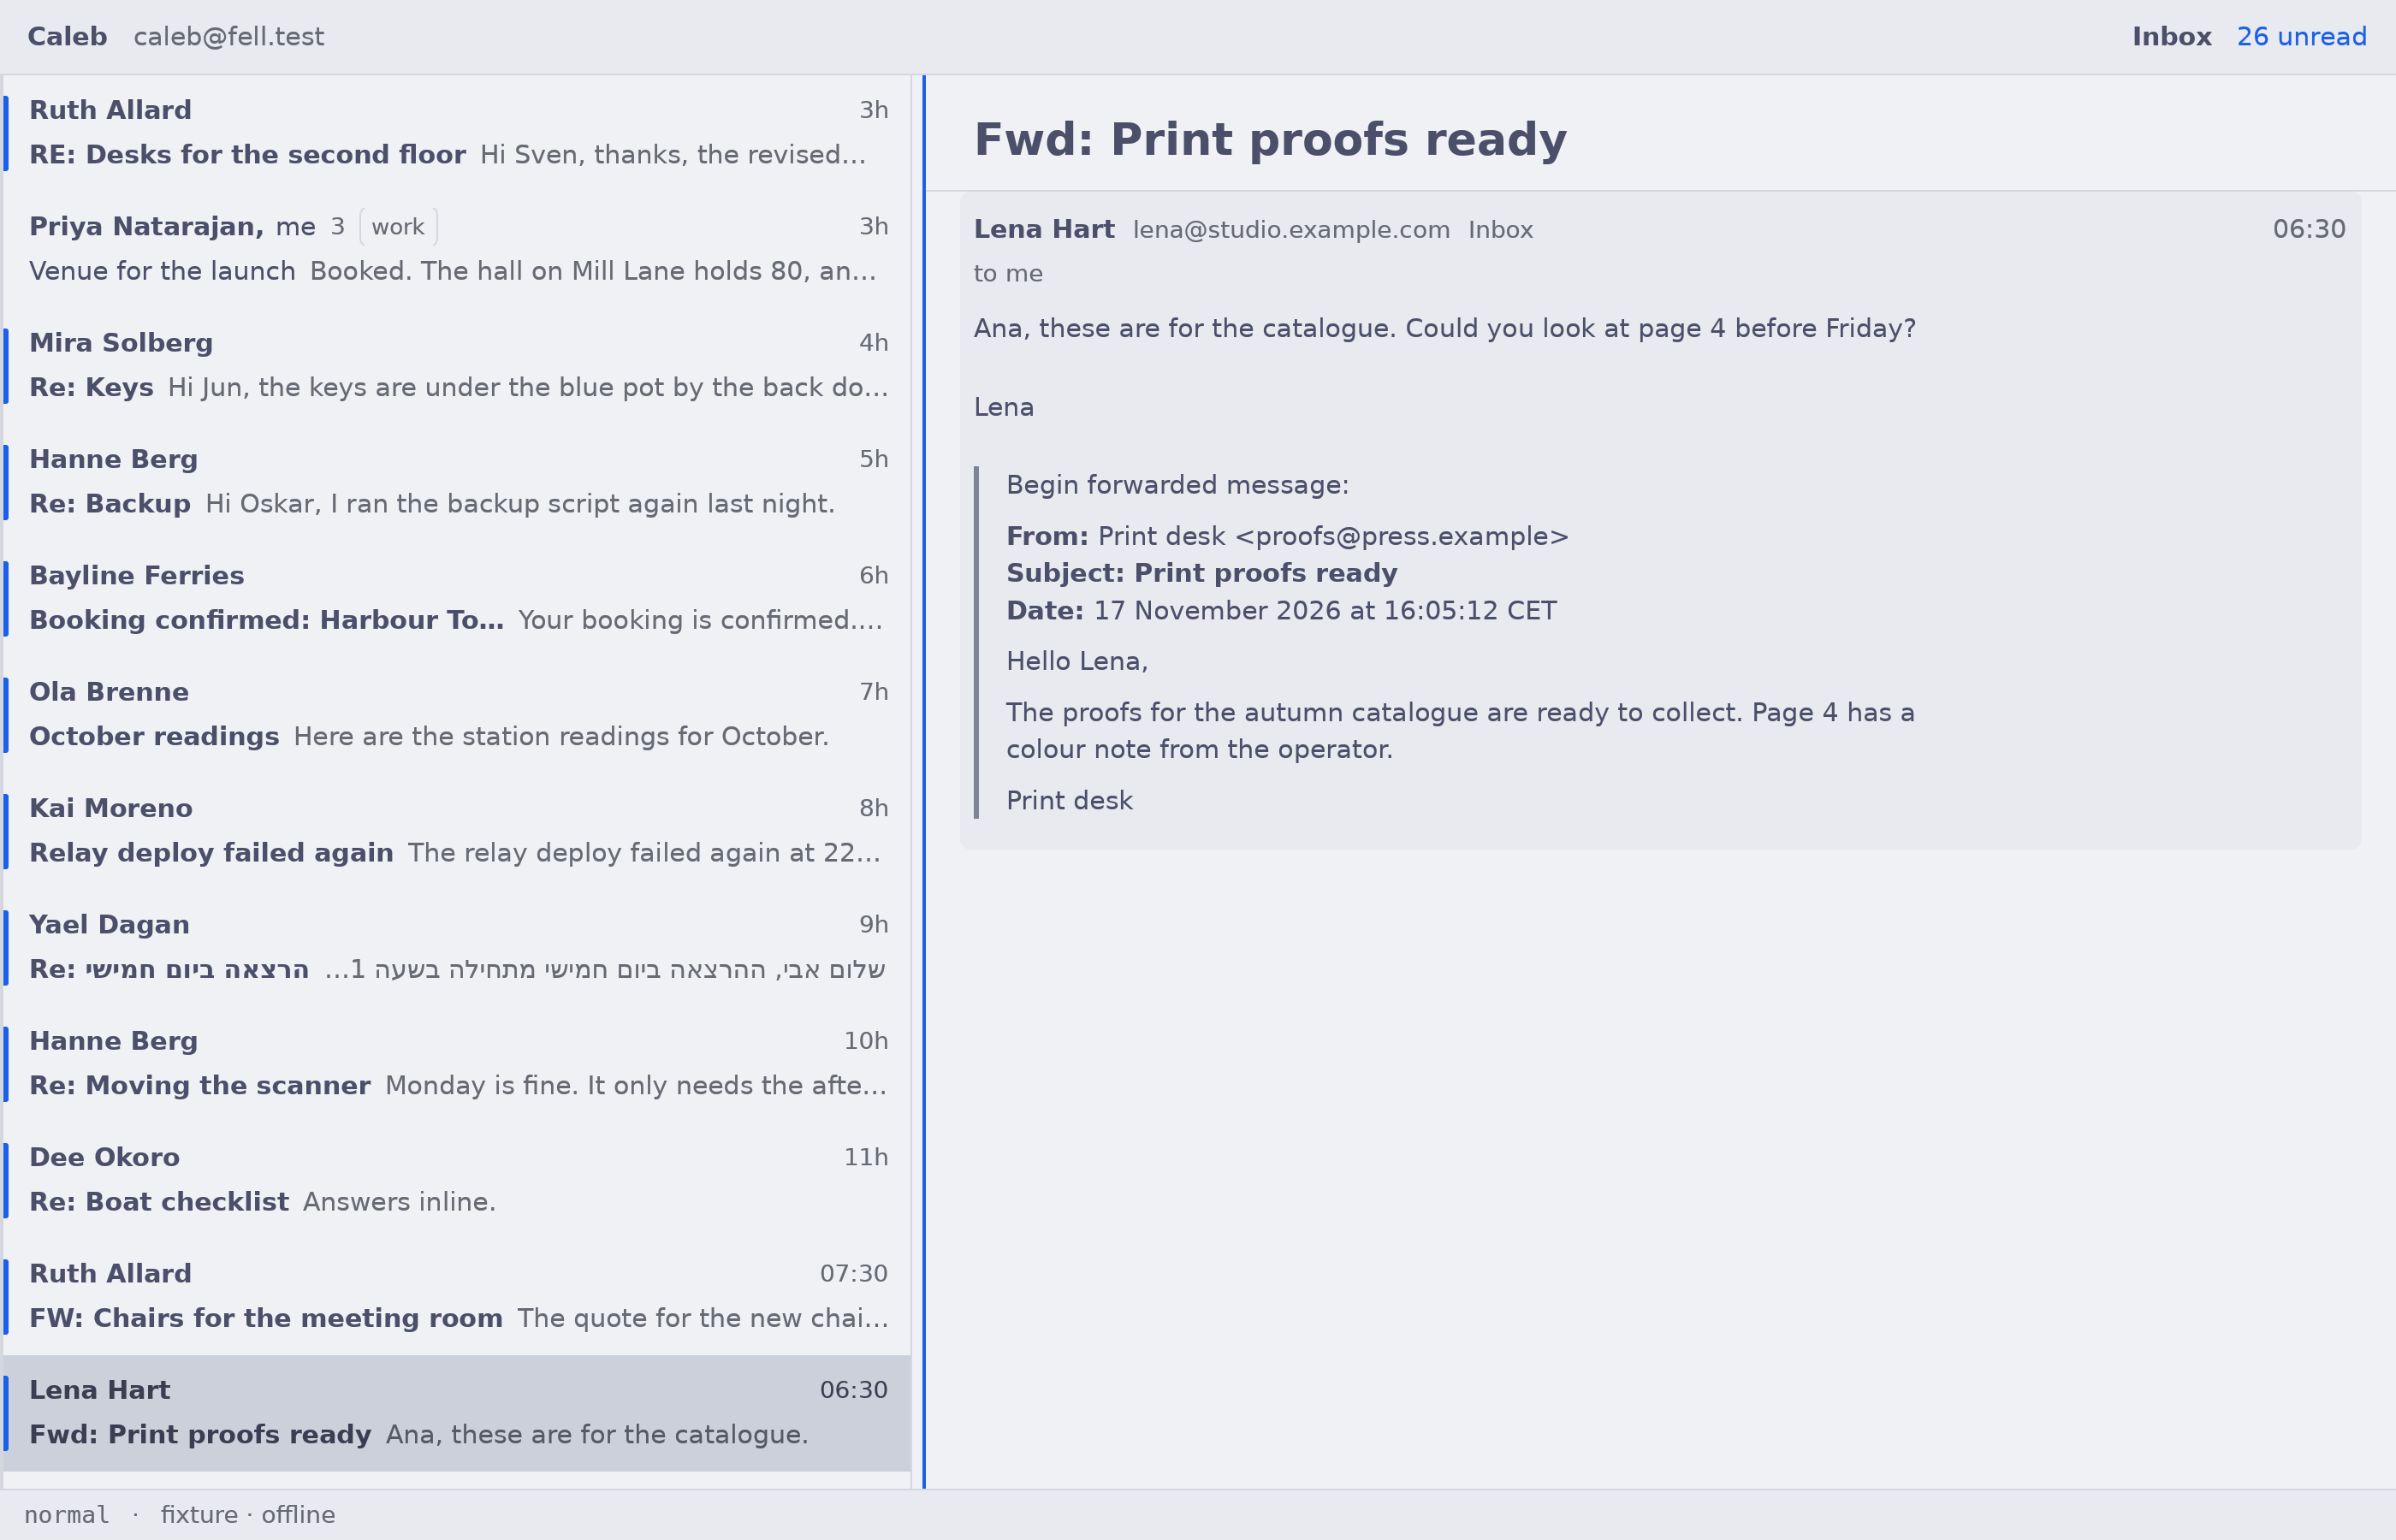 Caleb caleb@fell.test
Inbox 26 unread
Ruth Allard 3h
RE: Desks for the second floor Hi Sven, thanks, the revised…
Priya Natarajan, me 3 work 3h
Venue for the launch Booked. The hall on Mill Lane holds 80, an…
Mira Solberg 4h
Re: Keys Hi Jun, the keys are under the blue pot by the back do…
Hanne Berg 5h
Re: Backup Hi Oskar, I ran the backup script again last night.
Bayline Ferries 6h
Booking confirmed: Harbour To… Your booking is confirmed.…
Ola Brenne 7h
October readings Here are the station readings for October.
Kai Moreno 8h
Relay deploy failed again The relay deploy failed again at 22…
Yael Dagan 9h
Re: הרצאה ביום חמישי שלום אבי, ההרצאה ביום חמישי מתחילה בשעה 1…
Hanne Berg 10h
Re: Moving the scanner Monday is fine. It only needs the afte…
Dee Okoro 11h
Re: Boat checklist Answers inline.
Ruth Allard 07:30
FW: Chairs for the meeting room The quote for the new chai…
Lena Hart 06:30
Fwd: Print proofs ready Ana, these are for the catalogue.
Fwd: Print proofs ready
Lena Hart lena@studio.example.com Inbox 06:30
to me
Ana, these are for the catalogue. Could you look at page 4 before Friday?
Lena
Begin forwarded message:
From: Print desk <proofs@press.example>
Subject: Print proofs ready
Date: 17 November 2026 at 16:05:12 CET
Hello Lena,
The proofs for the autumn catalogue are ready to collect. Page 4 has a
colour note from the operator.
Print desk
normal · fixture · offline